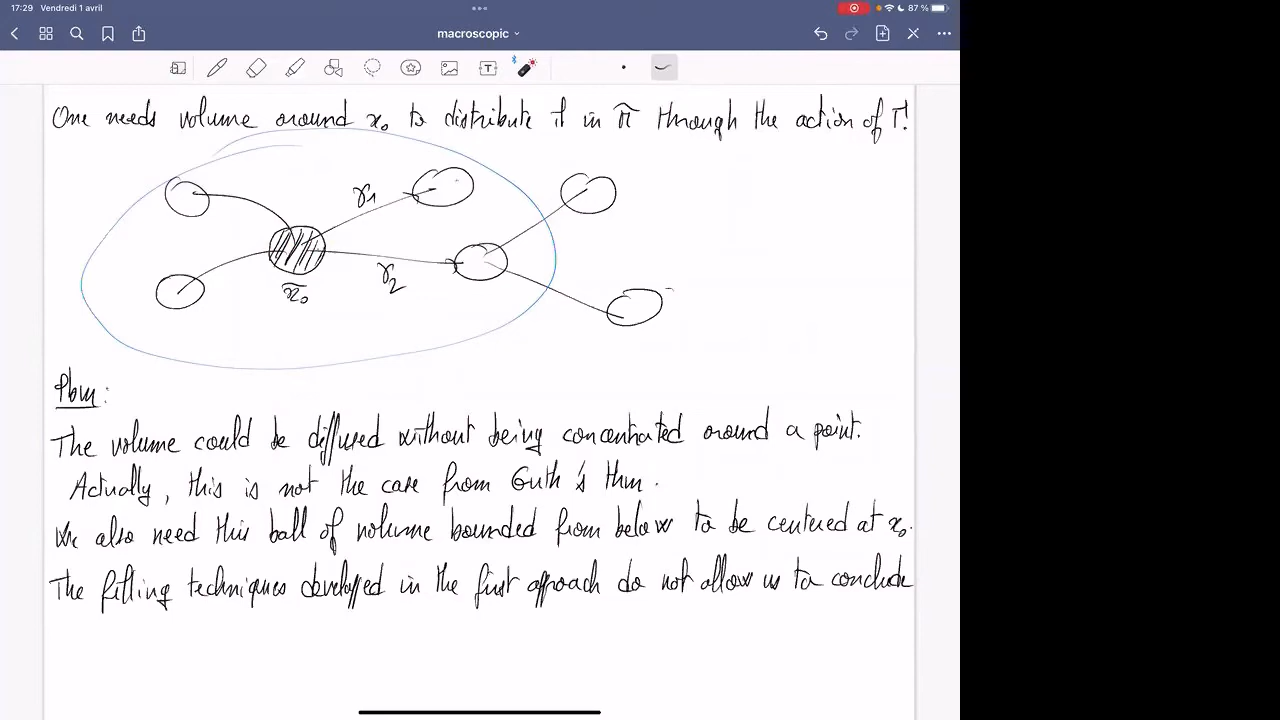 17:29 Vendredi 1 avril
87 %
macroscopic
One needs volume around x₀ to distribute it in M̃ through the action of Γ!
γ₁
γ₂
x̃₀
Pbm:
The volume could be diffused without being concentrated around a point.
Actually, this is not the case from Guth's thm.
We also need this ball of volume bounded from below to be centered at x₀.
The filling techniques developed in the first approach do not allow us to conclude